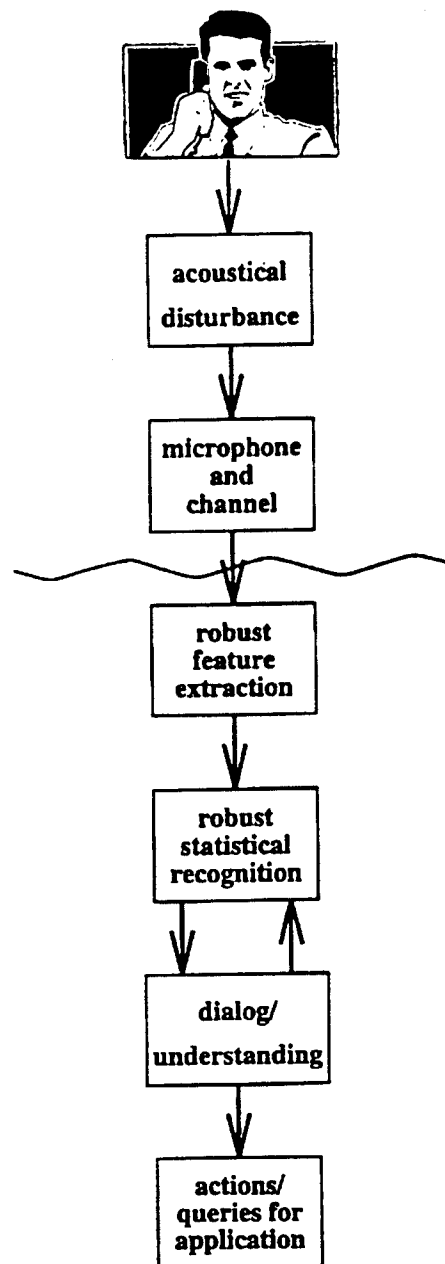 acoustical
disturbance
microphone
and
channel
robust
feature
extraction
robust
statistical
recognition
dialog/
understanding
actions/
queries for
application